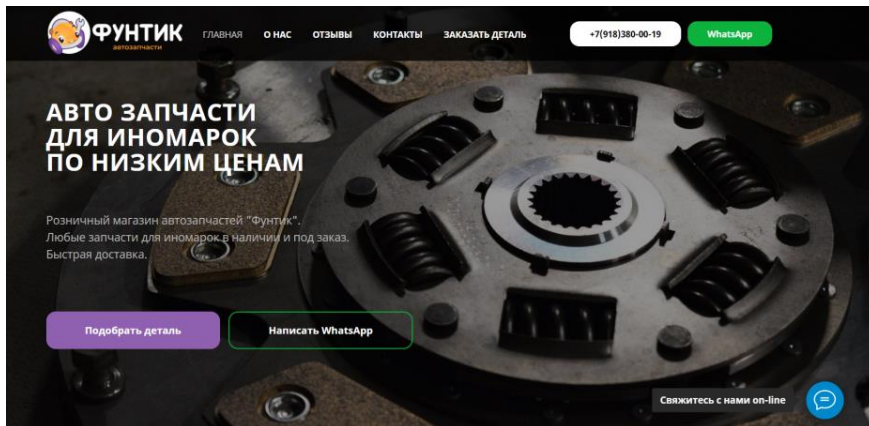 ФУНТИК
автозапчасти
ГЛАВНАЯ
О НАС
ОТЗЫВЫ
КОНТАКТЫ
ЗАКАЗАТЬ ДЕТАЛЬ
+7(918)380-00-19
WhatsApp
АВТО ЗАПЧАСТИ
ДЛЯ ИНОМАРОК
ПО НИЗКИМ ЦЕНАМ
Розничный магазин автозапчастей "Фунтик".
Любые запчасти для иномарок в наличии и под заказ.
Быстрая доставка.
Подобрать деталь
Написать WhatsApp
Свяжитесь с нами on-line